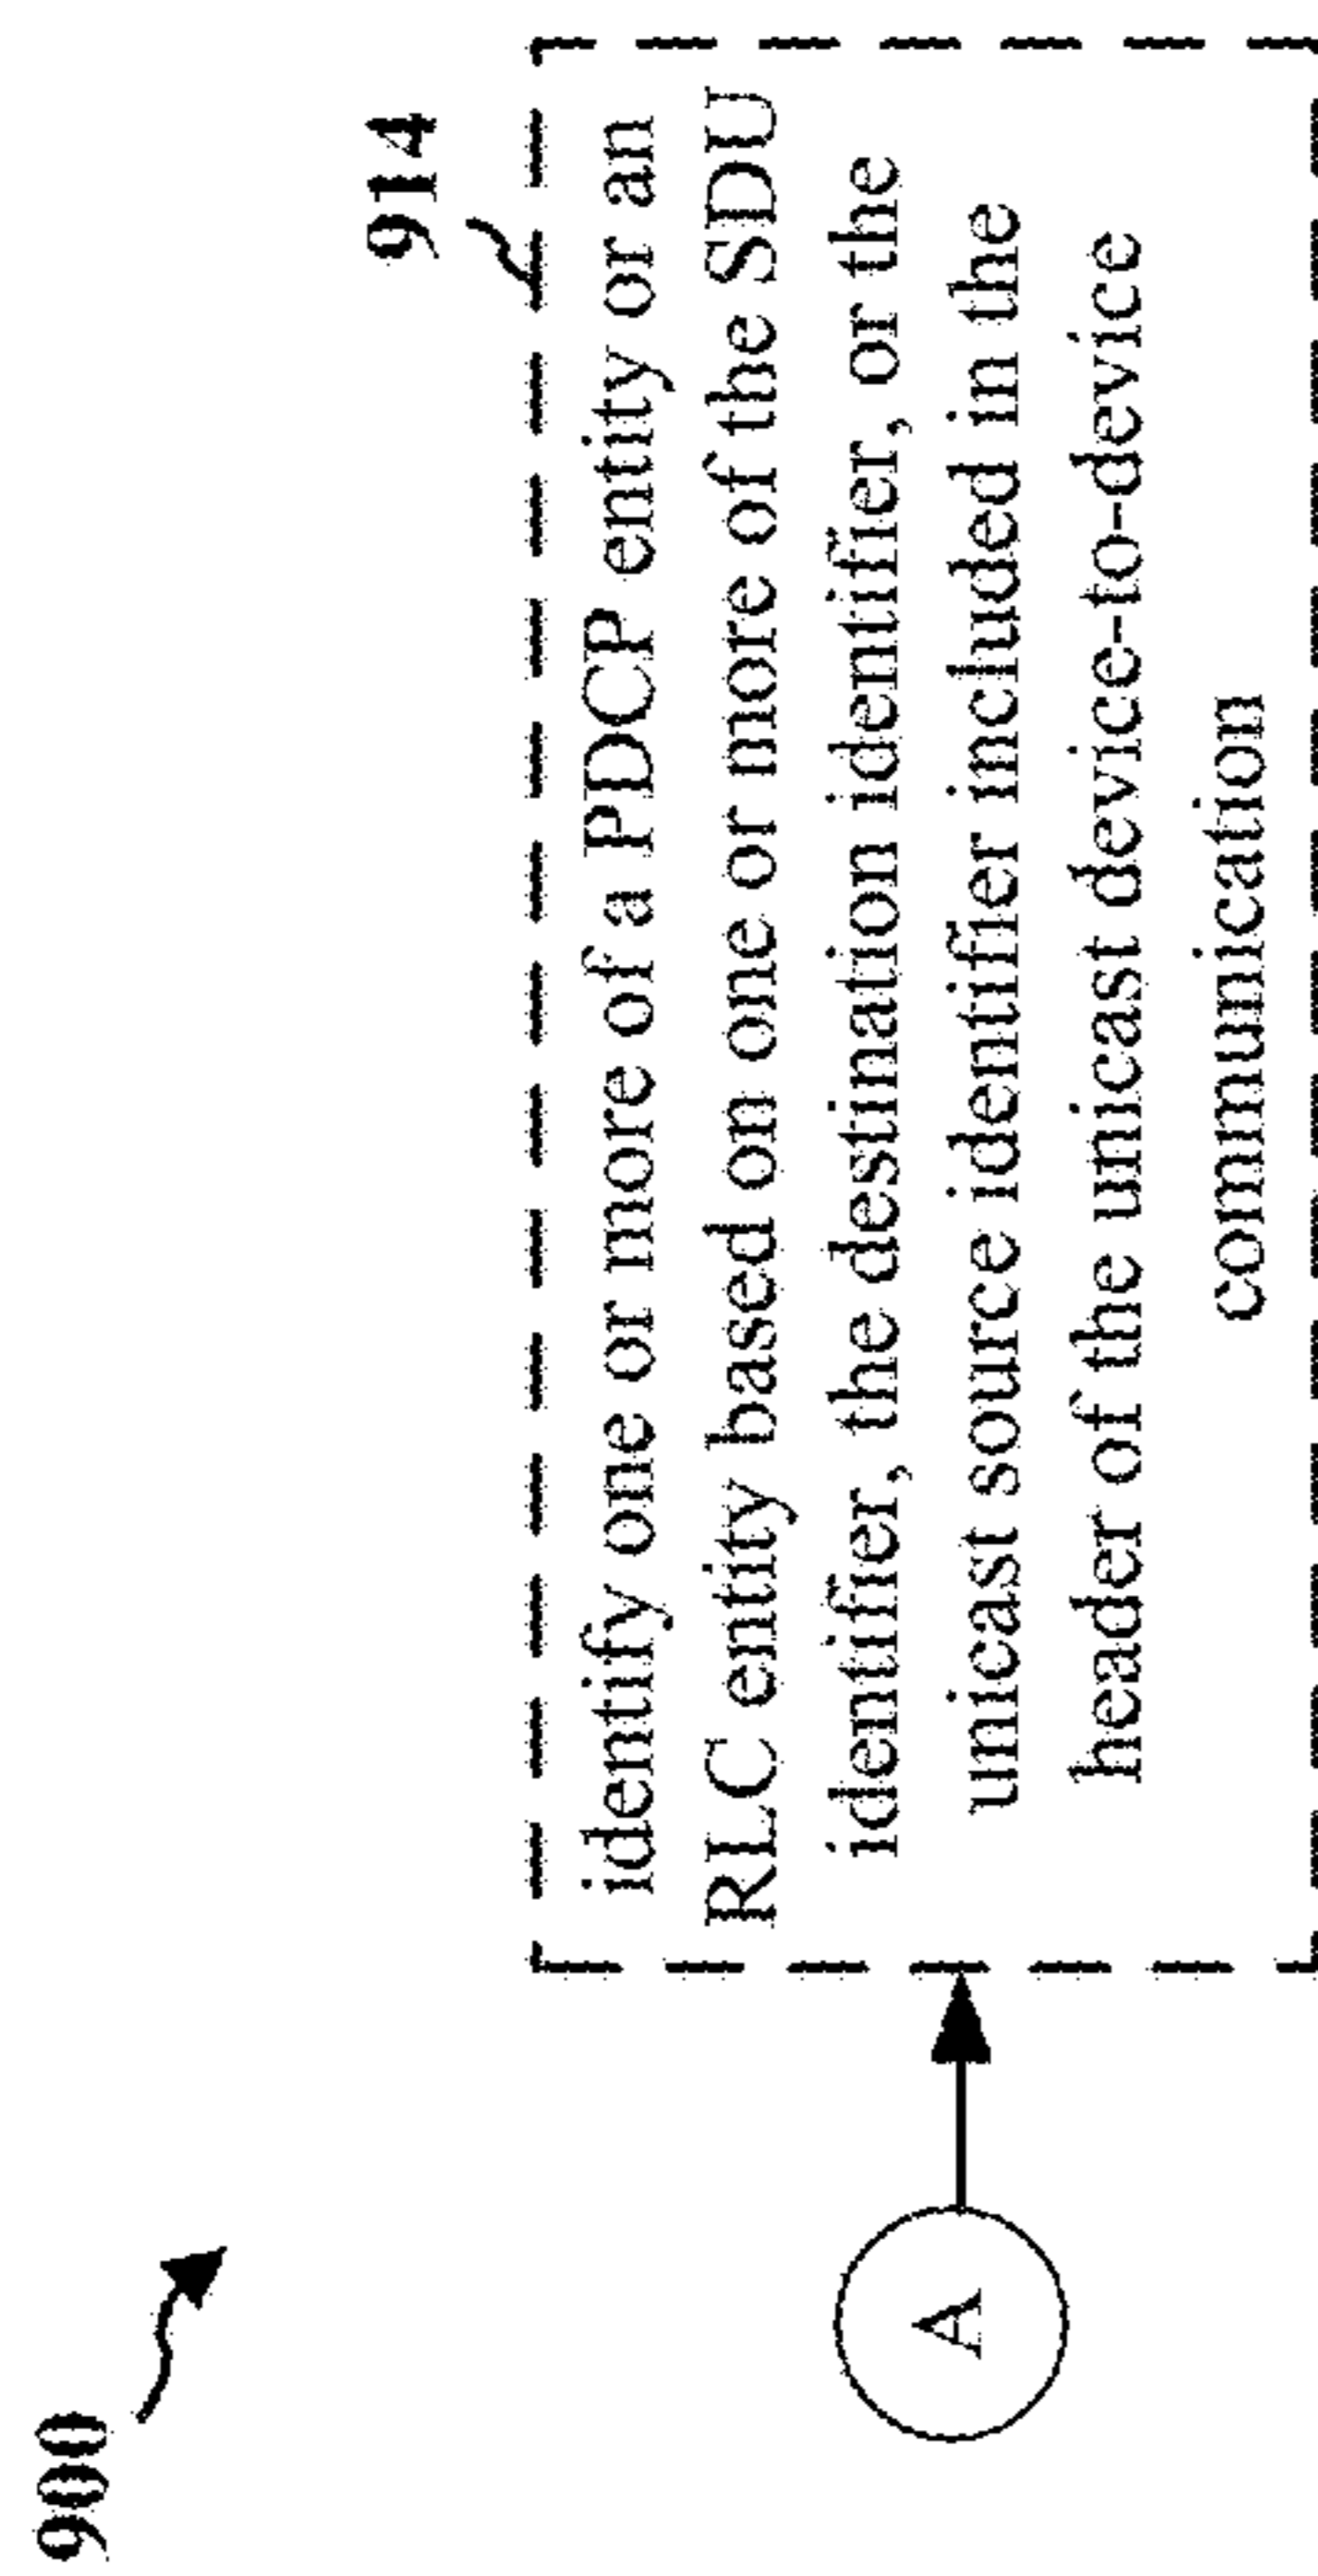 900
914
identify one or more of a PDCP entity or an
RLC entity based on one or more of the SDU
identifier, the destination identifier, or the
unicast source identifier included in the
header of the unicast device-to-device
communication
A